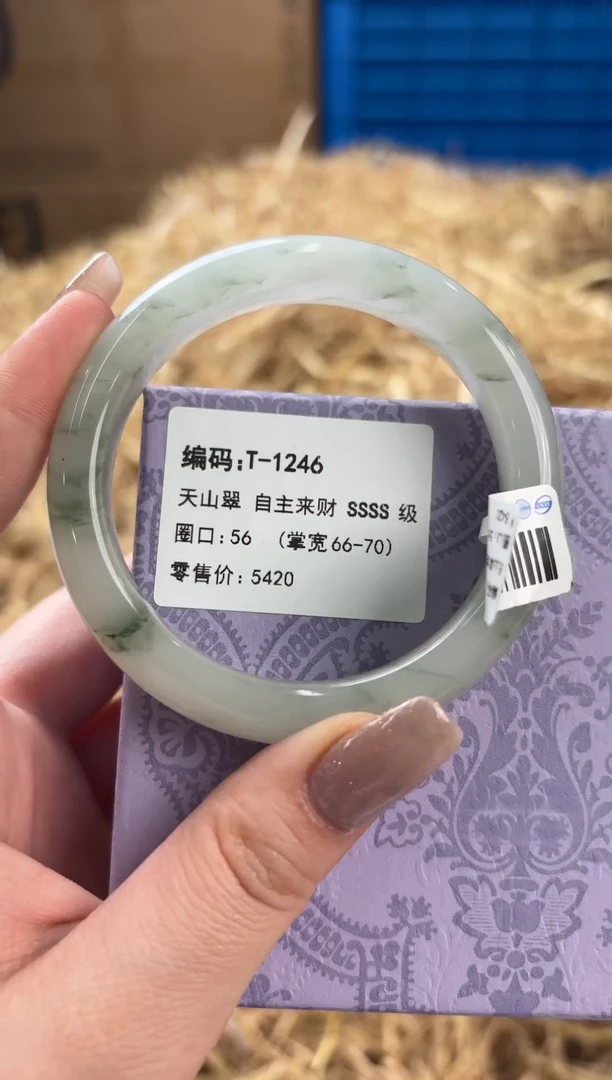 编码:T-1246
天山翠 自主来财 SSSS 级
圈口:56 (掌宽66-70)
零售价:5420